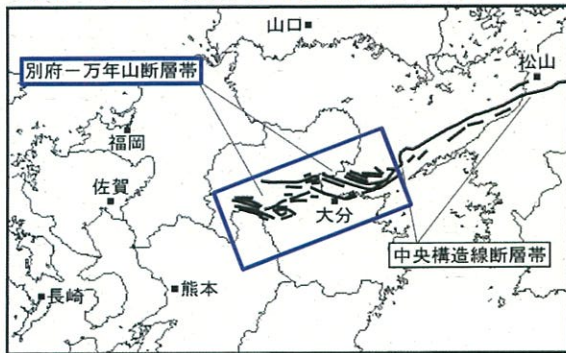 山口
松山
別府－万年山断層帯
福岡
佐賀
大分
中央構造線断層帯
長崎
熊本